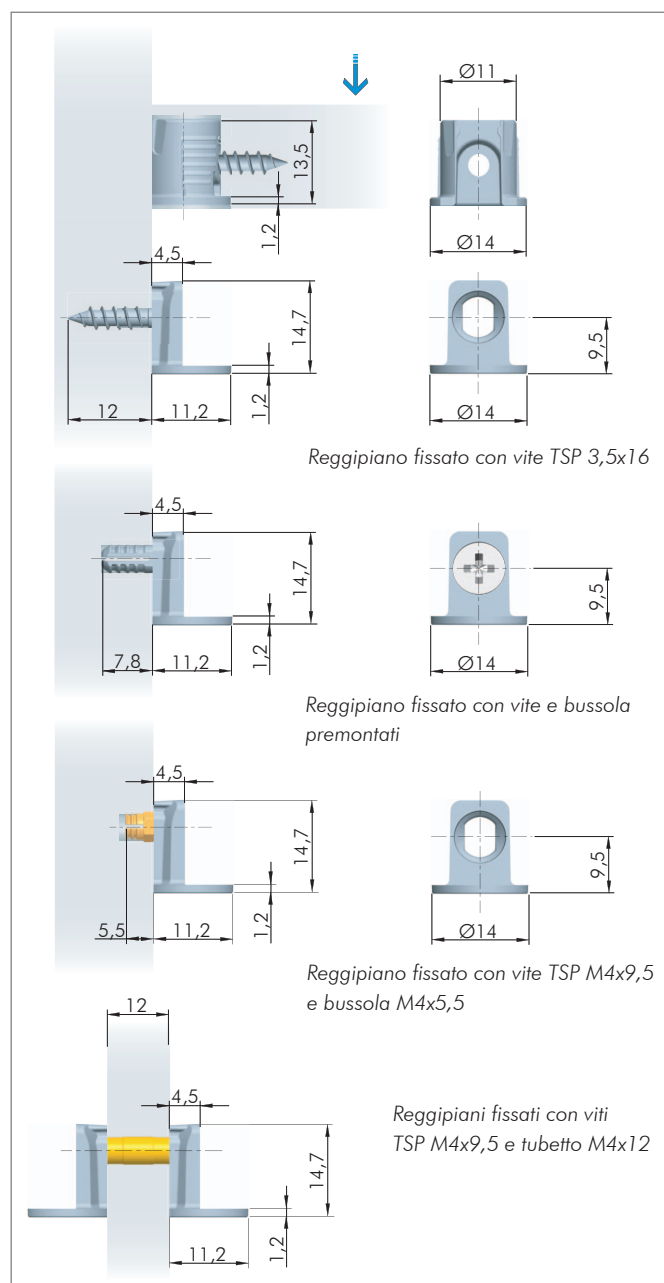 Ø11
13,5
1,2
Ø14
4,5
14,7
9,5
12
11,2
1,2
Ø14
Reggipiano fissato con vite TSP 3,5x16
4,5
14,7
9,5
7,8
11,2
1,2
Ø14
Reggipiano fissato con vite e bussola
premontati
4,5
14,7
9,5
5,5
11,2
1,2
Ø14
Reggipiano fissato con vite TSP M4x9,5
e bussola M4x5,5
12
4,5
Reggipiani fissati con viti
TSP M4x9,5 e tubetto M4x12
14,7
11,2
1,2